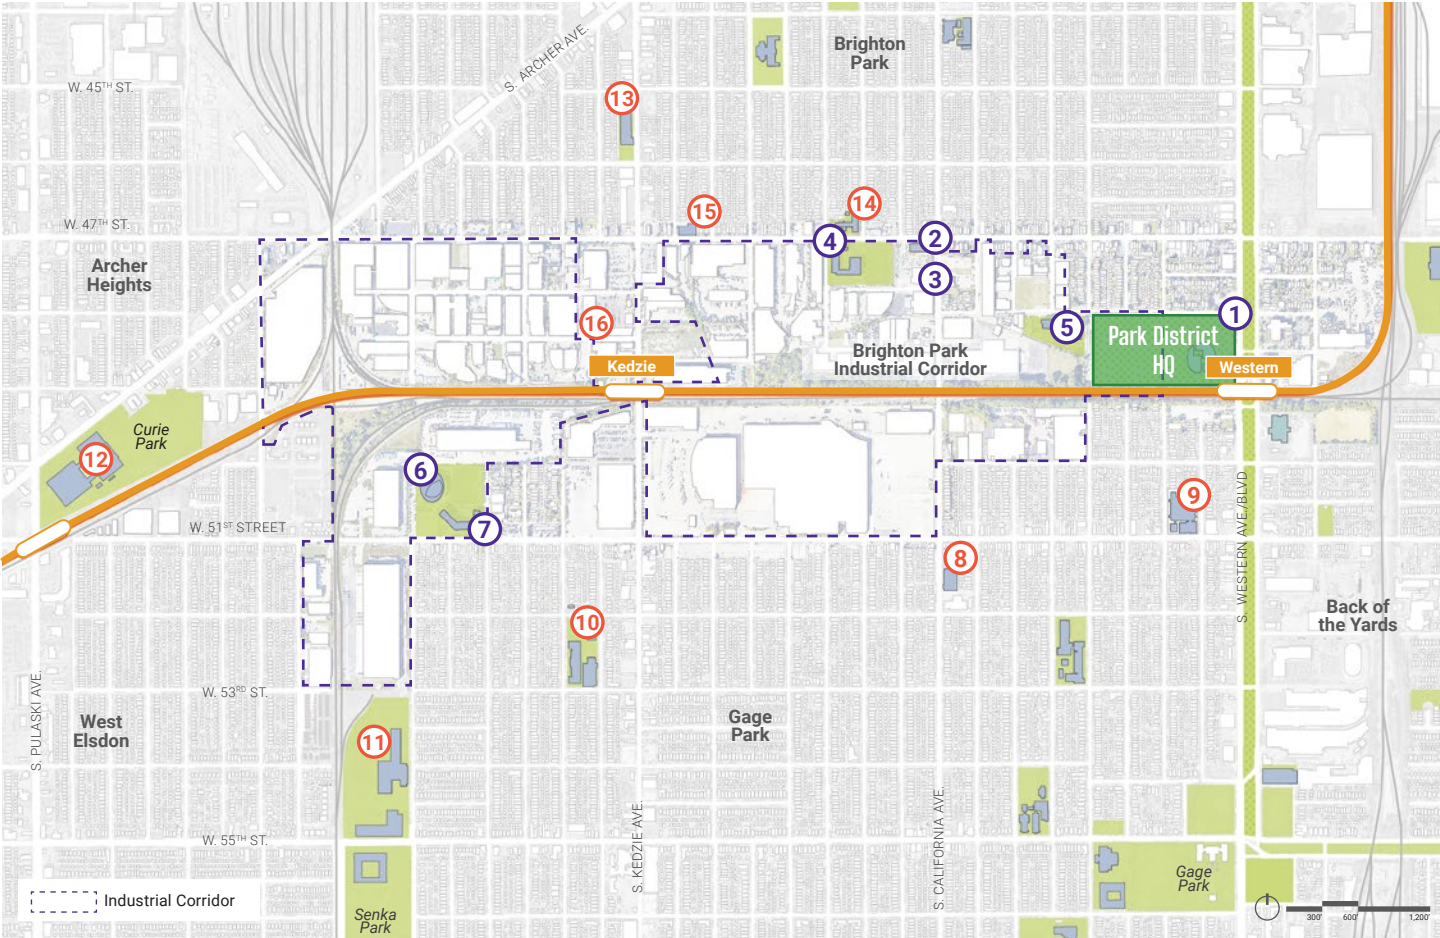 S. ARCHER AVE.
Brighton
Park
W. 45TH ST.
13
W. 47TH ST.
15
14
4
2
3
Archer
Heights
16
5
1
Park District
HQ
Brighton Park
Industrial Corridor
Kedzie
Western
Curie
Park
12
6
7
W. 51ST STREET
9
8
S. WESTERN AVE./BLVD
10
Back of
the Yards
W. 53RD ST.
S. PULASKI AVE.
West
Elsdon
Gage
Park
11
S. KEDZIE AVE.
S. CALIFORNIA AVE.
W. 55TH ST.
Gage
Park
Industrial Corridor
Senka
Park
300'
600'
1,200'